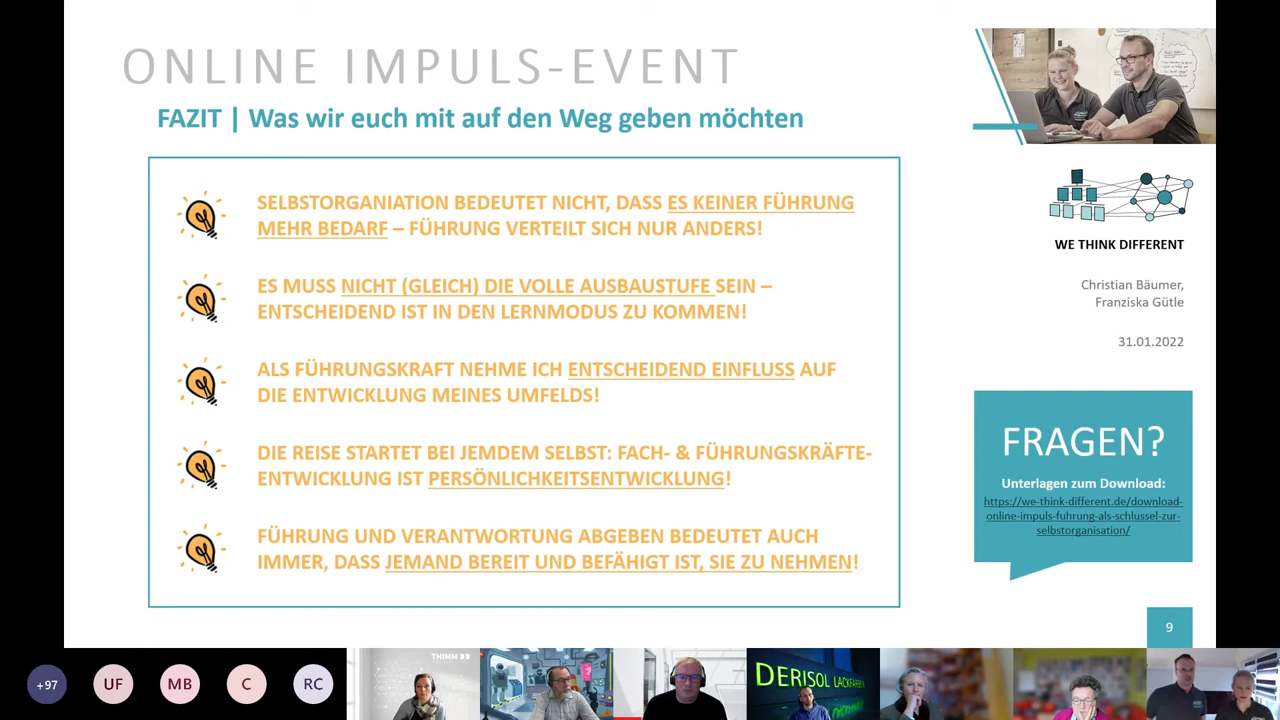 ONLINE IMPULS-EVENT
FAZIT | Was wir euch mit auf den Weg geben möchten
SELBSTORGANIATION BEDEUTET NICHT, DASS ES KEINER FÜHRUNG
MEHR BEDARF – FÜHRUNG VERTEILT SICH NUR ANDERS!
ES MUSS NICHT (GLEICH) DIE VOLLE AUSBAUSTUFE SEIN –
ENTSCHEIDEND IST IN DEN LERNMODUS ZU KOMMEN!
ALS FÜHRUNGSKRAFT NEHME ICH ENTSCHEIDEND EINFLUSS AUF
DIE ENTWICKLUNG MEINES UMFELDS!
DIE REISE STARTET BEI JEMDEM SELBST: FACH- & FÜHRUNGSKRÄFTE-
ENTWICKLUNG IST PERSÖNLICHKEITSENTWICKLUNG!
FÜHRUNG UND VERANTWORTUNG ABGEBEN BEDEUTET AUCH
IMMER, DASS JEMAND BEREIT UND BEFÄHIGT IST, SIE ZU NEHMEN!
WE THINK DIFFERENT
Christian Bäumer,
Franziska Gütle
31.01.2022
FRAGEN?
Unterlagen zum Download:
https://we-think-different.de/download-
online-impuls-fuhrung-als-schlussel-zur-
selbstorganisation/
9
+97
UF
MB
C
RC
THIMM
DERISOL LACKFARBEN